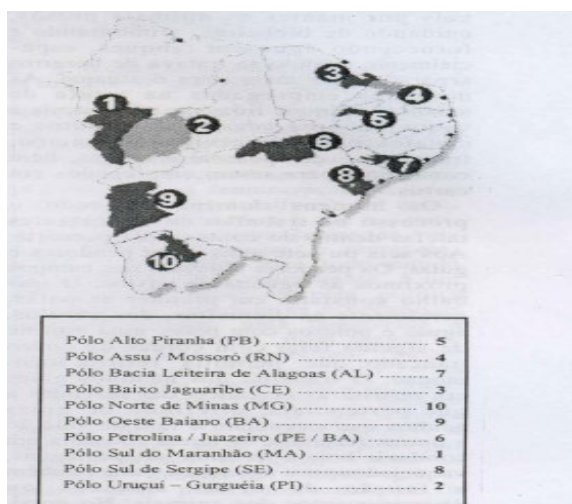 3
4
1
2
5
6
7
8
9
10
Pólo Alto Piranha (PB) ................................ 5
Pólo Assu / Mossoró (RN) ............................ 4
Pólo Bacia Leiteira de Alagoas (AL) ............ 7
Pólo Baixo Jaguaribe (CE) .......................... 3
Pólo Norte de Minas (MG) .......................... 10
Pólo Oeste Baiano (BA) .............................. 9
Pólo Petrolina / Juazeiro (PE / BA) .............. 6
Pólo Sul do Maranhão (MA) ........................ 1
Pólo Sul de Sergipe (SE) ............................ 8
Pólo Uruçuí – Gurguéia (PI) ........................ 2